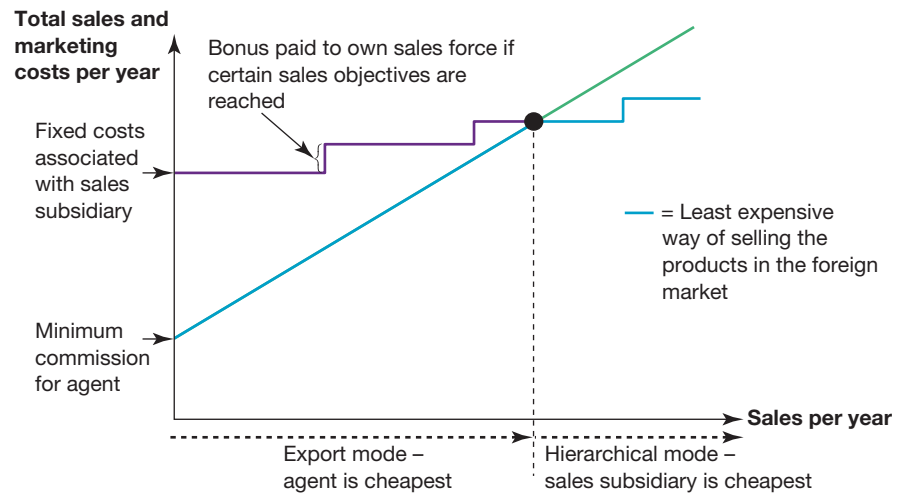 Total sales and
marketing
costs per year
Bonus paid to own sales force if
certain sales objectives are
reached
Fixed costs
associated
with sales
subsidiary
= Least expensive
way of selling the
products in the foreign
market
Minimum
commission
for agent
Sales per year
Export mode –
agent is cheapest
Hierarchical mode –
sales subsidiary is cheapest